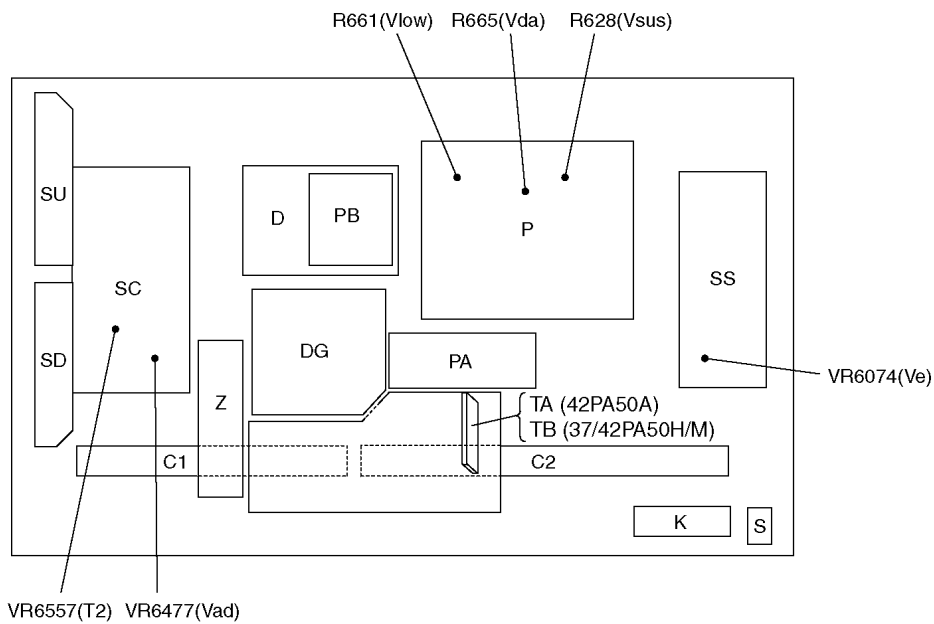 R661(Vlow) R665(Vda) R628(Vsus)
SU
D
PB
P
SC
SS
SD
DG
PA
VR6074(Ve)
Z
TA (42PA50A)
TB (37/42PA50H/M)
C1
C2
K
S
VR6557(T2) VR6477(Vad)